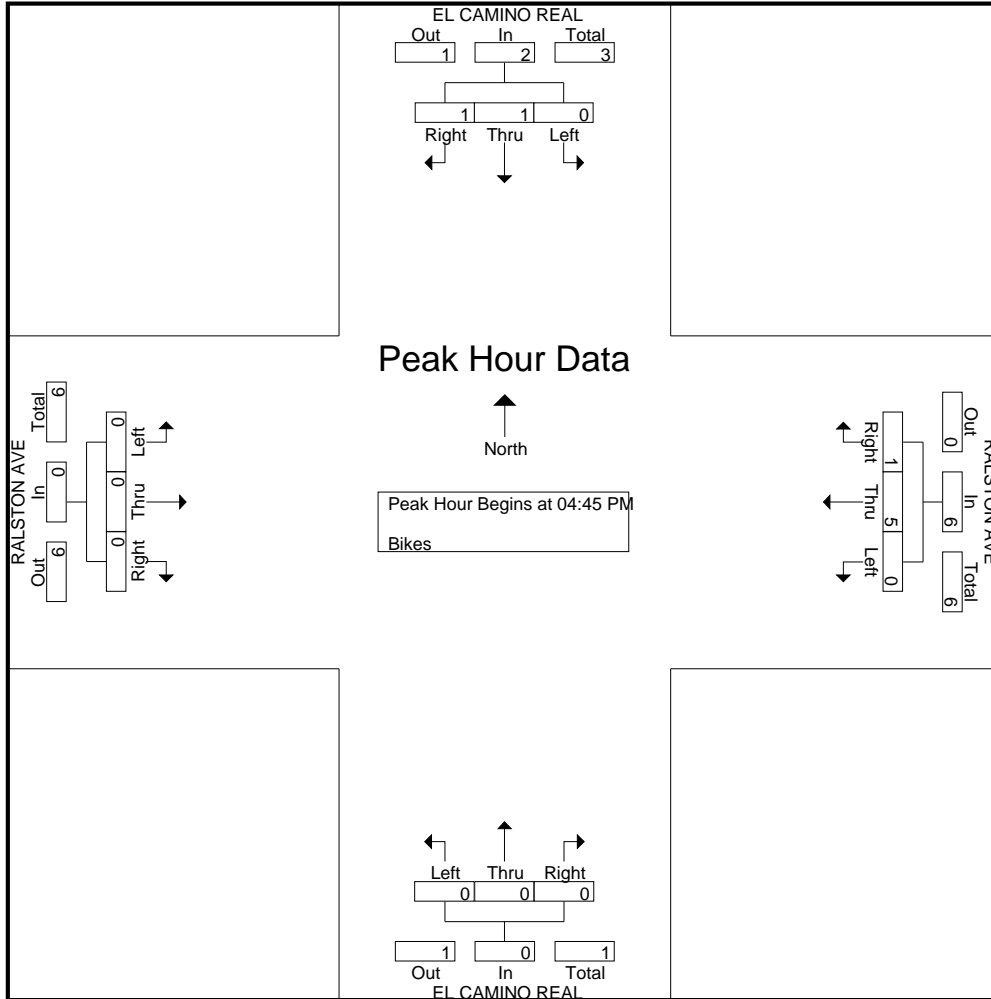 EL CAMINO REAL
Out In Total
1 2 3
1 1 0
Right Thru Left
Peak Hour Data
North
Peak Hour Begins at 04:45 PM
Bikes
RALSTON AVE
Out In Total
6 0 6
Right Thru Left
0 0 0
RALSTON AVE
Out In Total
0 6 6
Right Thru Left
1 5 0
Left Thru Right
0 0 0
1 0 1
Out In Total
EL CAMINO REAL